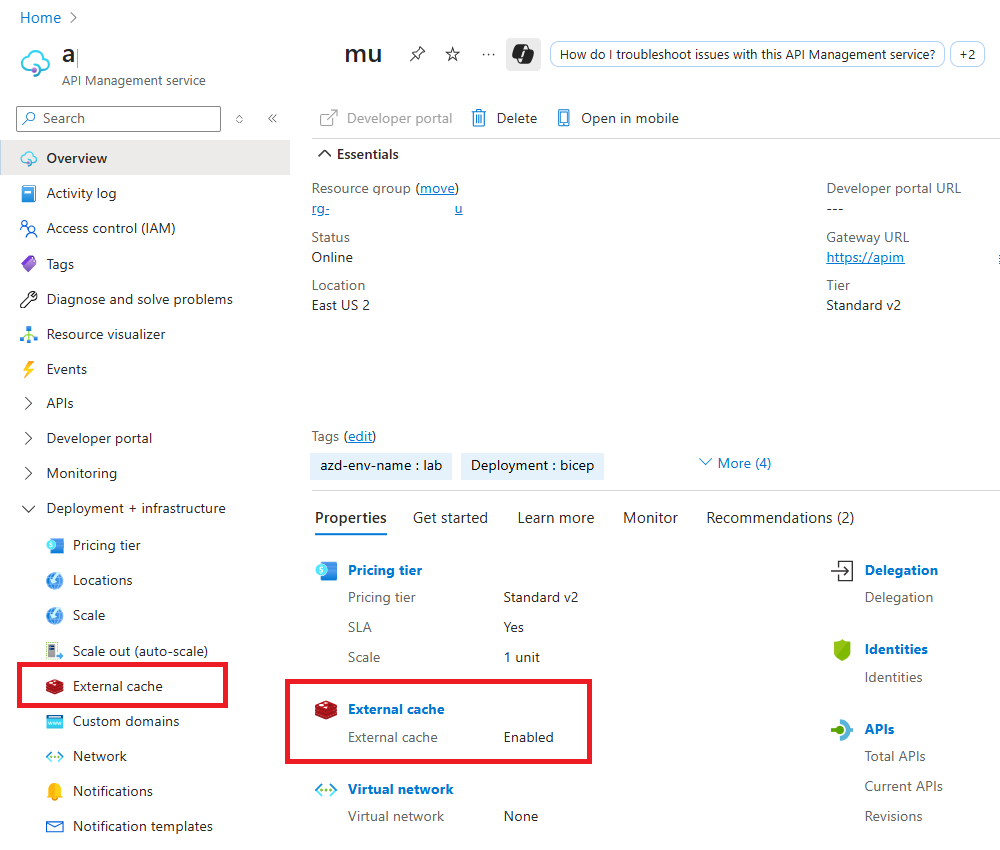 Home
a
mu
How do I troubleshoot issues with this API Management service?
+2
API Management service
Search
Developer portal
Delete
Open in mobile
Overview
Activity log
Access control (IAM)
Tags
Diagnose and solve problems
Resource visualizer
Events
APIs
Developer portal
Monitoring
Deployment + infrastructure
Pricing tier
Locations
Scale
Scale out (auto-scale)
External cache
Custom domains
Network
Notifications
Notification templates
Essentials
Resource group (move)
rg- u
Status
Online
Location
East US 2
Developer portal URL
---
Gateway URL
https://apim
Tier
Standard v2
Tags (edit)
azd-env-name : lab
Deployment : bicep
More (4)
Properties
Get started
Learn more
Monitor
Recommendations (2)
Pricing tier
Pricing tier Standard v2
SLA Yes
Scale 1 unit
External cache
External cache Enabled
Virtual network
Virtual network None
Delegation
Delegation
Identities
Identities
APIs
Total APIs
Current APIs
Revisions